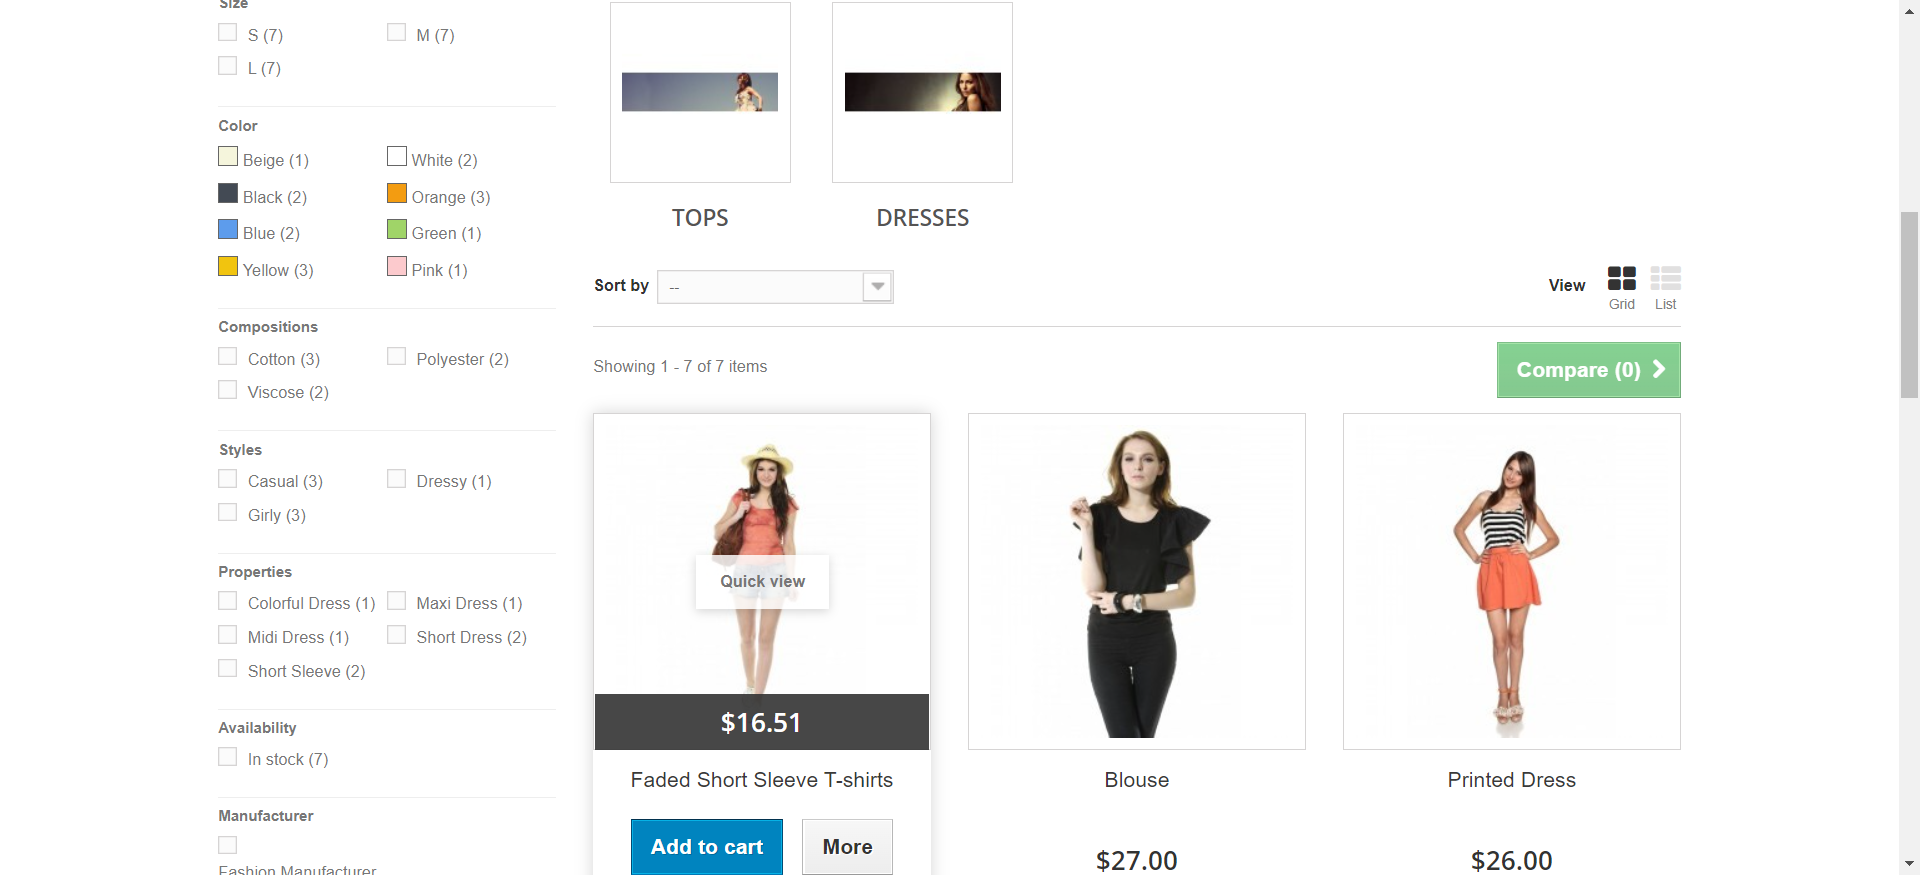 Size
S (7)
M (7)
L (7)
Color
Beige (1)
White (2)
Black (2)
Orange (3)
Blue (2)
Green (1)
Yellow (3)
Pink (1)
Compositions
Cotton (3)
Polyester (2)
Viscose (2)
Styles
Casual (3)
Dressy (1)
Girly (3)
Properties
Colorful Dress (1)
Maxi Dress (1)
Midi Dress (1)
Short Dress (2)
Short Sleeve (2)
Availability
In stock (7)
Manufacturer
Fashion Manufacturer
TOPS
DRESSES
Sort by
--
View
Grid
List
Showing 1 - 7 of 7 items
Compare (0)
Quick view
$16.51
Faded Short Sleeve T-shirts
Add to cart
More
Blouse
$27.00
Printed Dress
$26.00